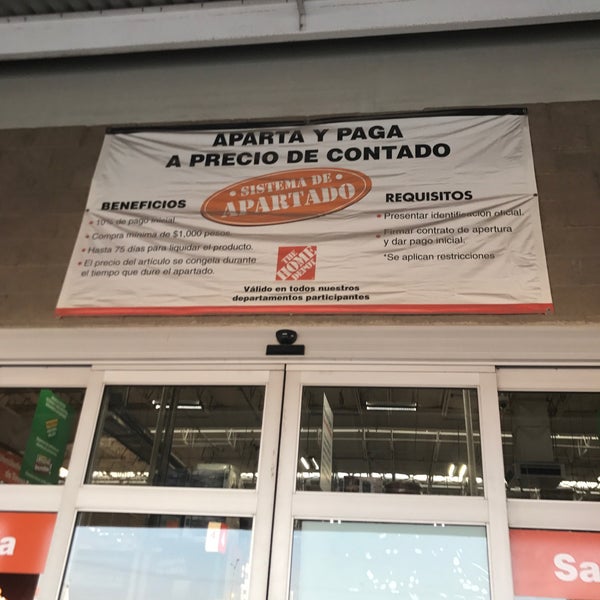 APARTA Y PAGA
A PRECIO DE CONTADO
• SISTEMA DE •
APARTADO
BENEFICIOS
• 10% de pago inicial
• Compra mínima de $1,000 pesos.
• Hasta 75 días para liquidar el producto.
• El precio del artículo se congela durante
el tiempo que dure el apartado.
REQUISITOS
• Presentar identificación oficial.
• Firmar contrato de apertura
y dar pago inicial.
*Se aplican restricciones
THE
HOME
DEPOT
Válido en todos nuestros
departamentos participantes
a
Sa